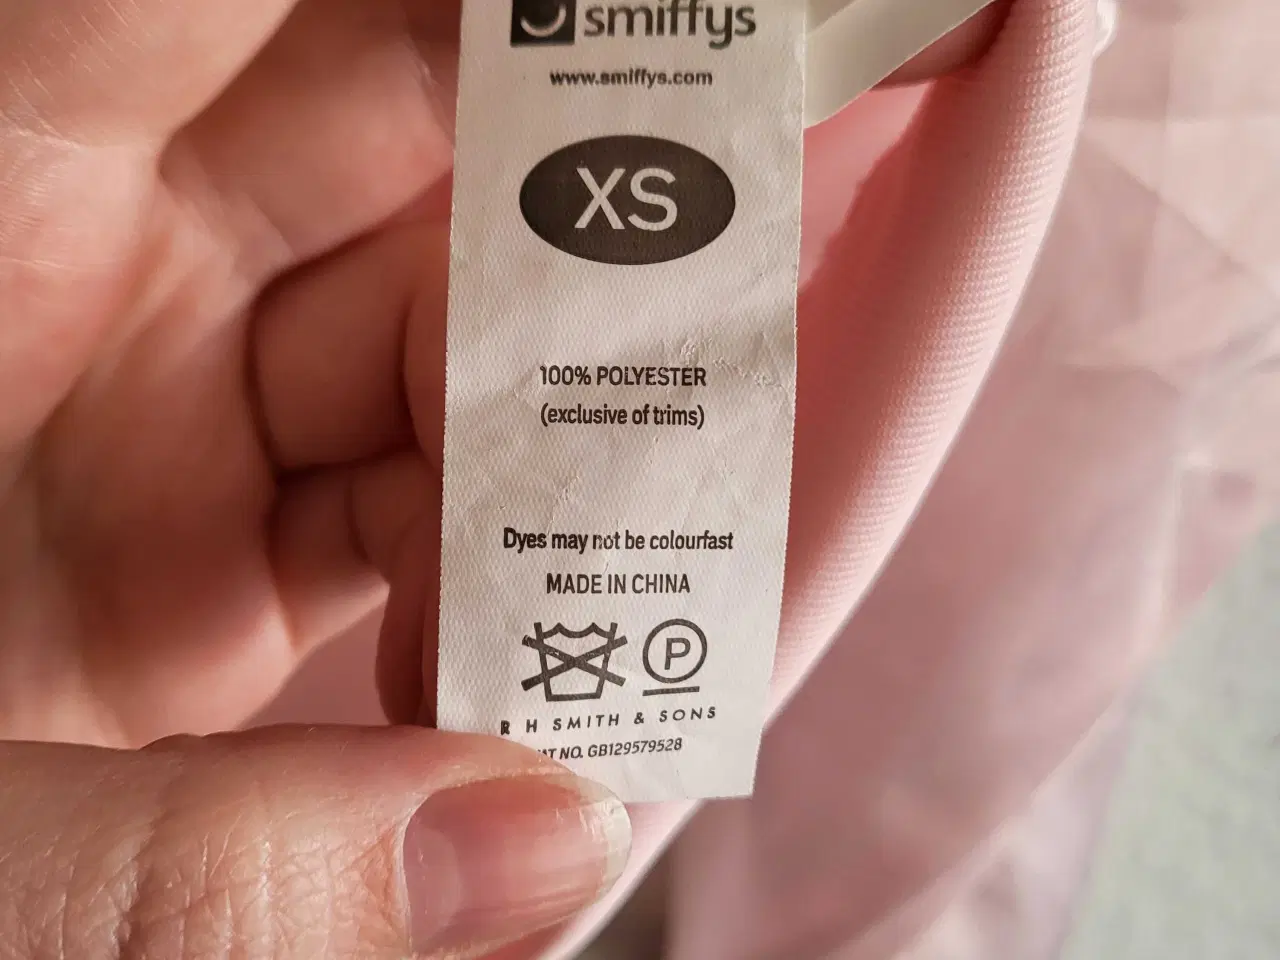 smiffys
www.smiffys.com
XS
100% POLYESTER
(exclusive of trims)
Dyes may not be colourfast
MADE IN CHINA
P
R H SMITH & SONS
NO. GB129579528